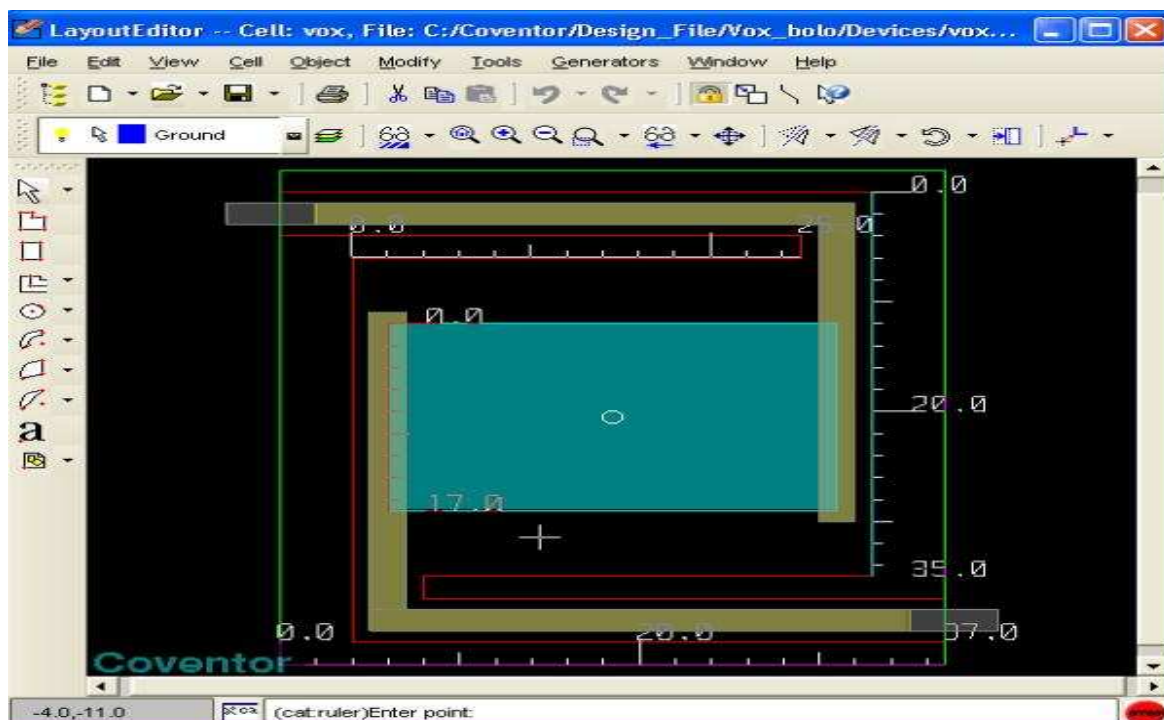 LayoutEditor -- Cell: vox, File: C:/Coventor/Design_File/Vox_bolo/Devices/vox...
File Edit View Cell Object Modify Tools Generators Window Help
Ground
0.0
0.0 25.0
0.0
20.0
17.0
35.0
0.0 20.0 37.0
Coventor
a
-4.0,-11.0 (cat:ruler)Enter point: